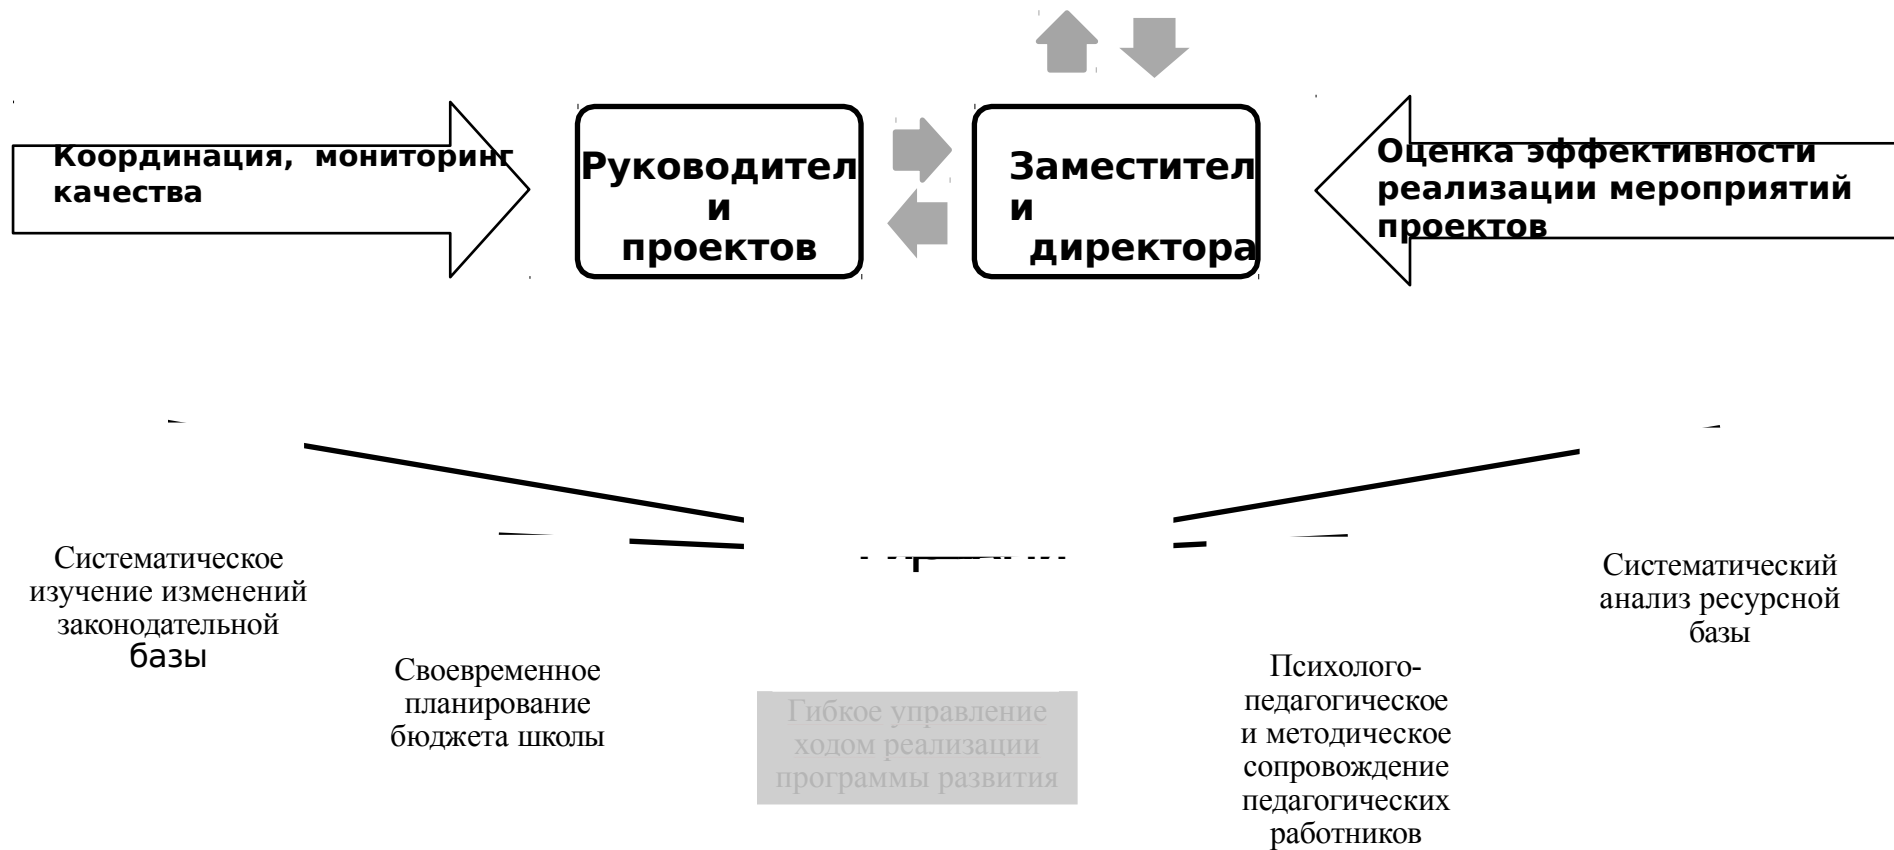 Координация, мониторинг
качества
Руководител
и
проектов
Заместител
и
директора
Оценка эффективности
реализации мероприятий
проектов
Систематическое
изучение изменений
законодательной
базы
Своевременное
планирование
бюджета школы
Гибкое управление
ходом реализации
программы развития
Психолого-
педагогическое
и методическое
сопровождение
педагогических
работников
Систематический
анализ ресурсной
базы